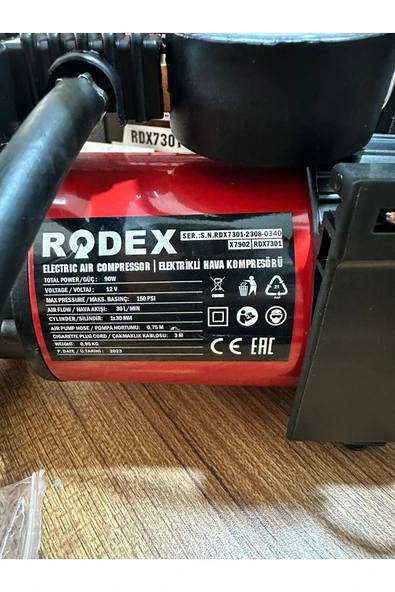 RDX7301
SER.: S.N.RDX7301-2308-0340
X7902 RDX7301
RODEX
ELECTRIC AIR COMPRESSOR | ELEKTRİKLİ HAVA KOMPRESÖRÜ
TOTAL POWER/GÜÇ: 90W
VOLTAGE / VOLTAJ: 12 V
MAX PRESSURE / MAKS. BASINÇ: 150 PSI
AIR FLOW / HAVA AKIŞI: 30 L/MIN
CYLINDER/SİLİNDİR: 1x30 MM
AIR PUMP HOSE / POMPA HORTUMU: 0,75 M
CIGARETTE PLUG CORD / ÇAKMAKLIK KABLOSU: 3 M
WEIGHT: 0,95 KG
P. DATE / Ü.TARİHİ: 2023
21
PAP
CE EAC